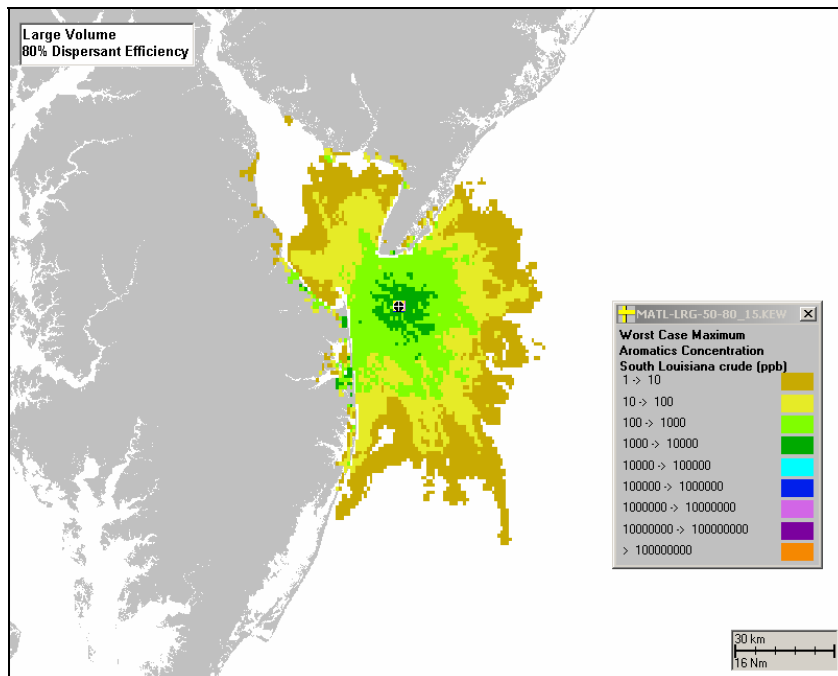 Large Volume
80% Dispersant Efficiency
MATL-LRG-50-80_15.KEW
Worst Case Maximum
Aromatics Concentration
South Louisiana crude (ppb)
1 -> 10
10 -> 100
100 -> 1000
1000 -> 10000
10000 -> 100000
100000 -> 1000000
1000000 -> 10000000
10000000 -> 100000000
> 100000000
30 km
16 Nm